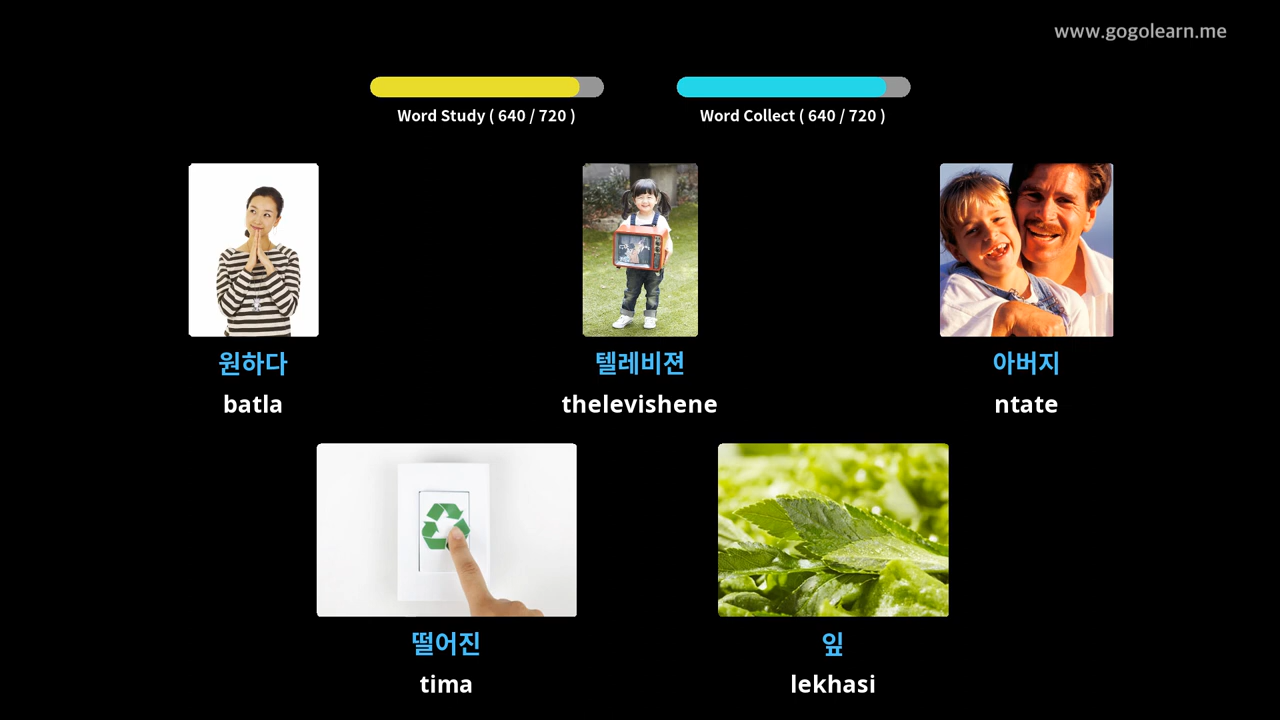 www.gogolearn.me
Word Study ( 640 / 720 )
Word Collect ( 640 / 720 )
원하다
batla
텔레비젼
thelevishene
아버지
ntate
떨어진
tima
잎
lekhasi